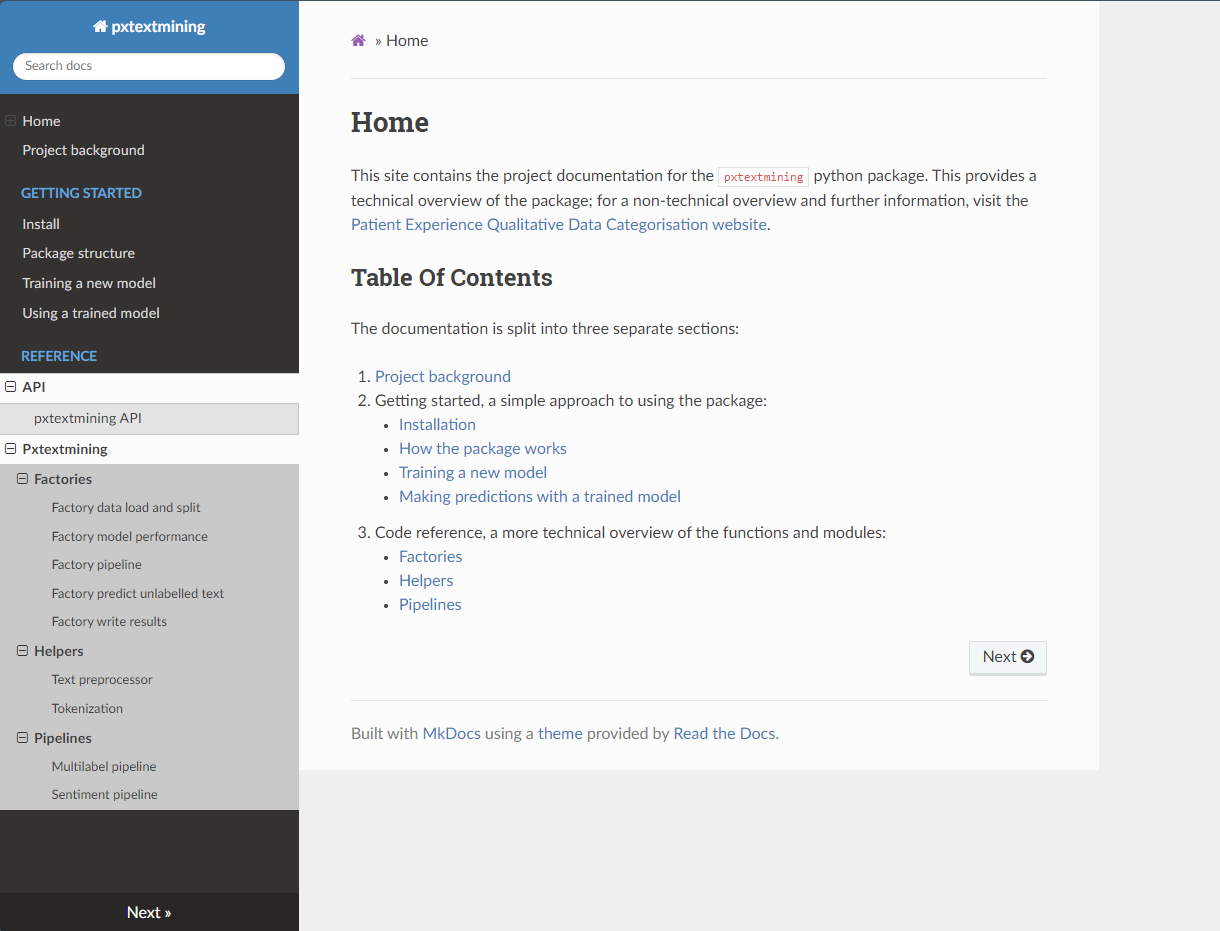 pxtextmining
Search docs
Home
Project background
GETTING STARTED
Install
Package structure
Training a new model
Using a trained model
REFERENCE
API
pxtextmining API
Pxtextmining
Factories
Factory data load and split
Factory model performance
Factory pipeline
Factory predict unlabelled text
Factory write results
Helpers
Text preprocessor
Tokenization
Pipelines
Multilabel pipeline
Sentiment pipeline
Next »
» Home
Home
This site contains the project documentation for the pxtextmining python package. This provides a
technical overview of the package; for a non-technical overview and further information, visit the
Patient Experience Qualitative Data Categorisation website.
Table Of Contents
The documentation is split into three separate sections:
1. Project background
2. Getting started, a simple approach to using the package:
• Installation
• How the package works
• Training a new model
• Making predictions with a trained model
3. Code reference, a more technical overview of the functions and modules:
• Factories
• Helpers
• Pipelines
Next
Built with MkDocs using a theme provided by Read the Docs.